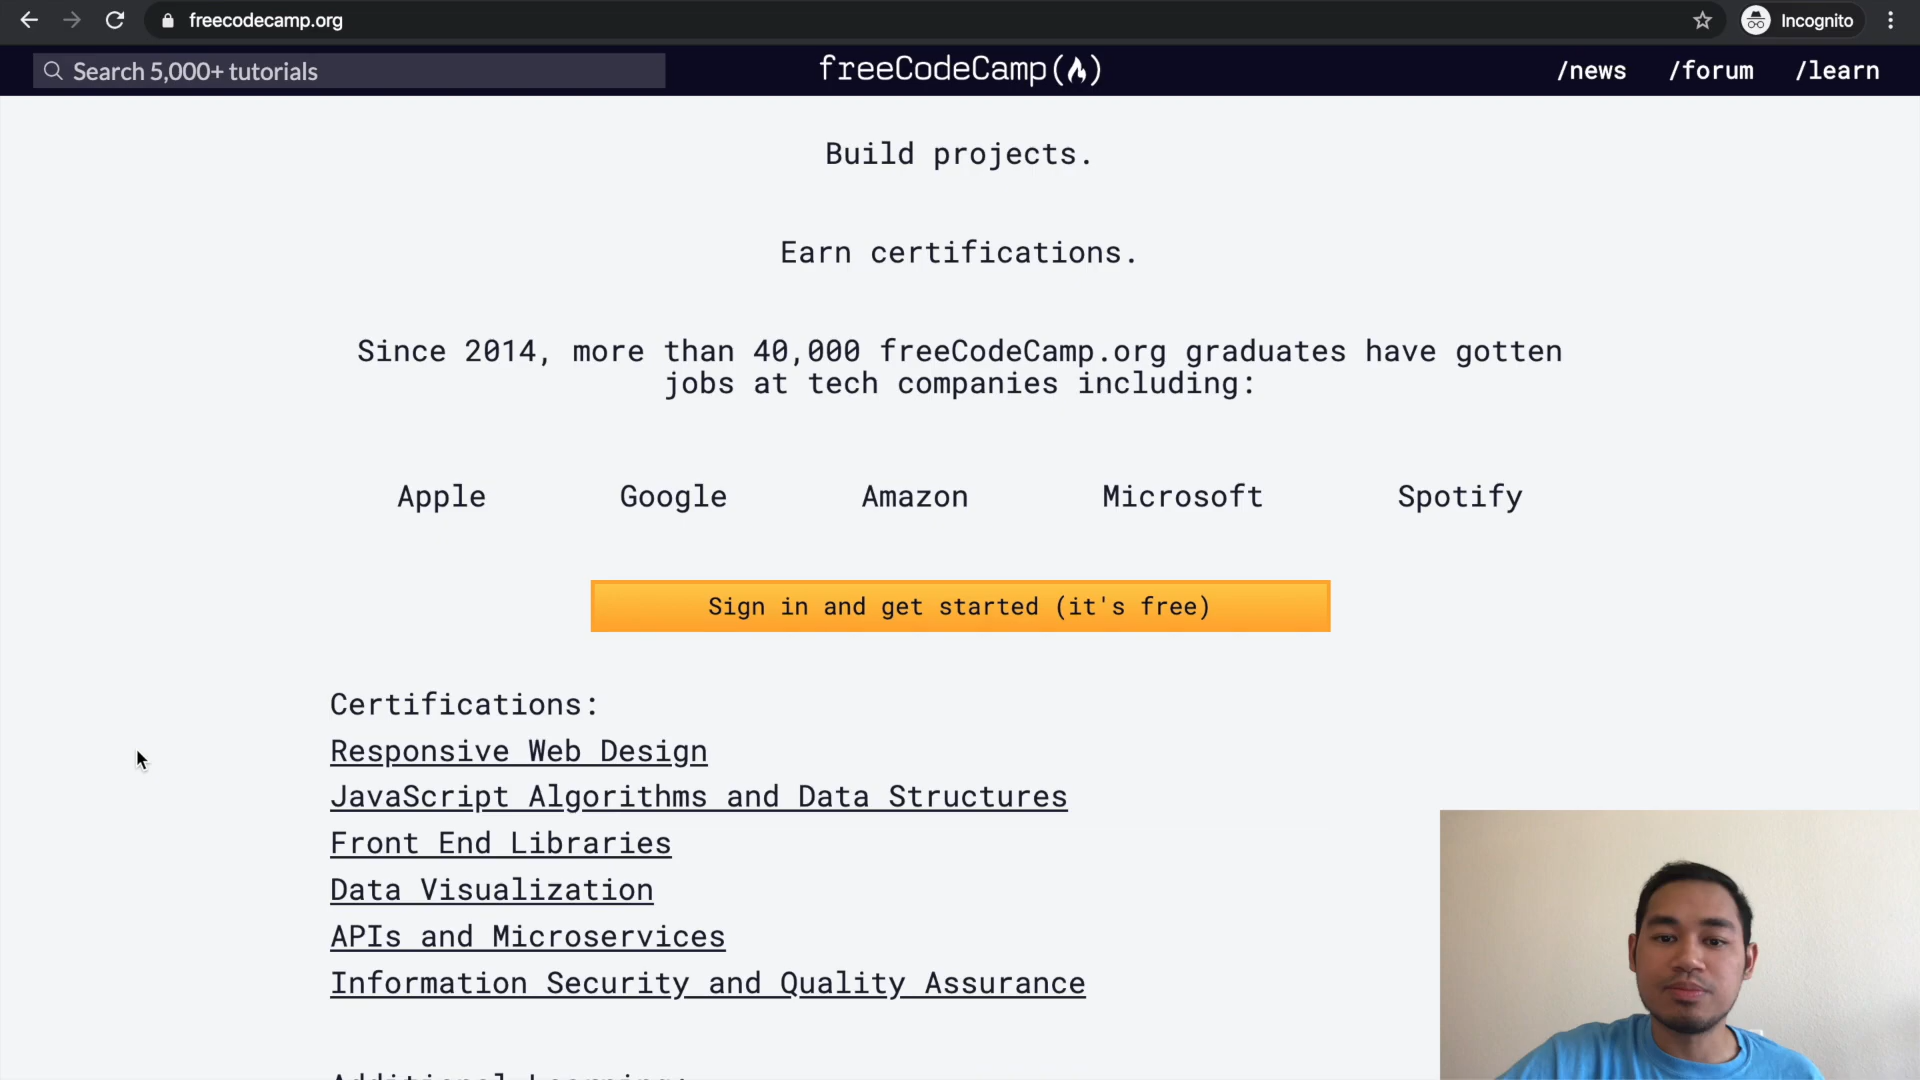 freecodecamp.org
Incognito
Search 5,000+ tutorials
freeCodeCamp(🔥)
/news
/forum
/learn
Build projects.
Earn certifications.
Since 2014, more than 40,000 freeCodeCamp.org graduates have gotten
jobs at tech companies including:
Apple
Google
Amazon
Microsoft
Spotify
Sign in and get started (it's free)
Certifications:
Responsive Web Design
JavaScript Algorithms and Data Structures
Front End Libraries
Data Visualization
APIs and Microservices
Information Security and Quality Assurance